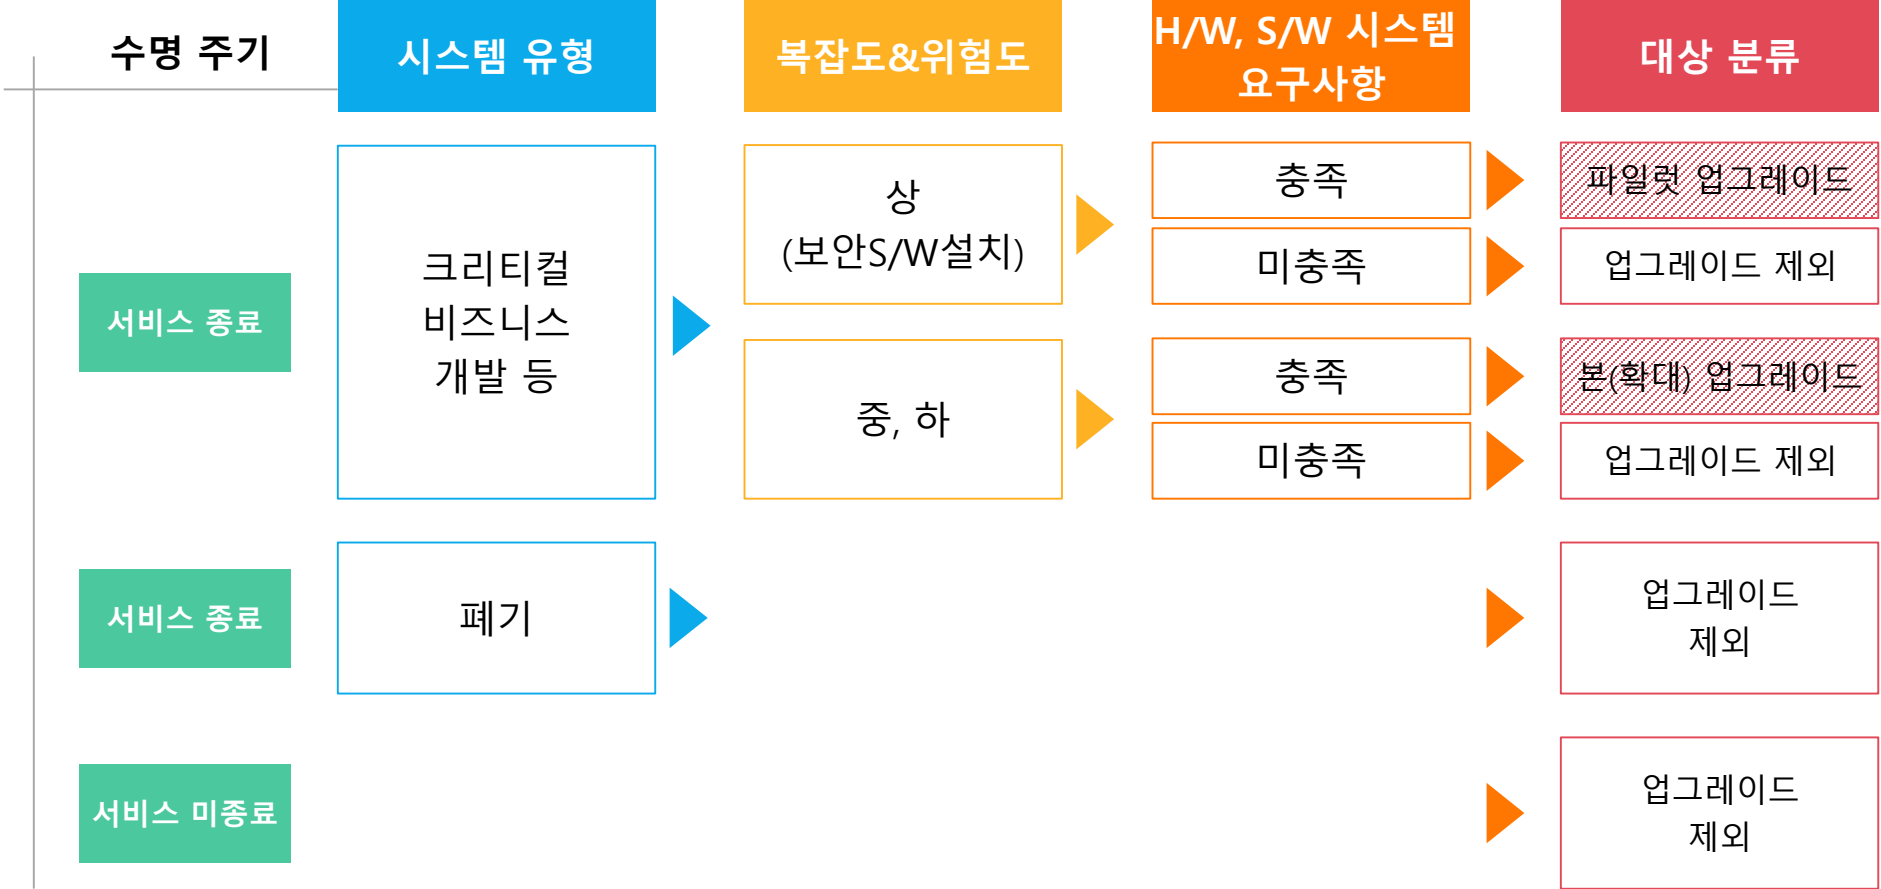 수명 주기
시스템 유형
복잡도&위험도
H/W, S/W 시스템
요구사항
대상 분류
서비스 종료
크리티컬
비즈니스
개발 등
상
(보안S/W설치)
충족
파일럿 업그레이드
미충족
업그레이드 제외
중, 하
충족
본(확대) 업그레이드
미충족
업그레이드 제외
서비스 종료
폐기
업그레이드
제외
서비스 미종료
업그레이드
제외